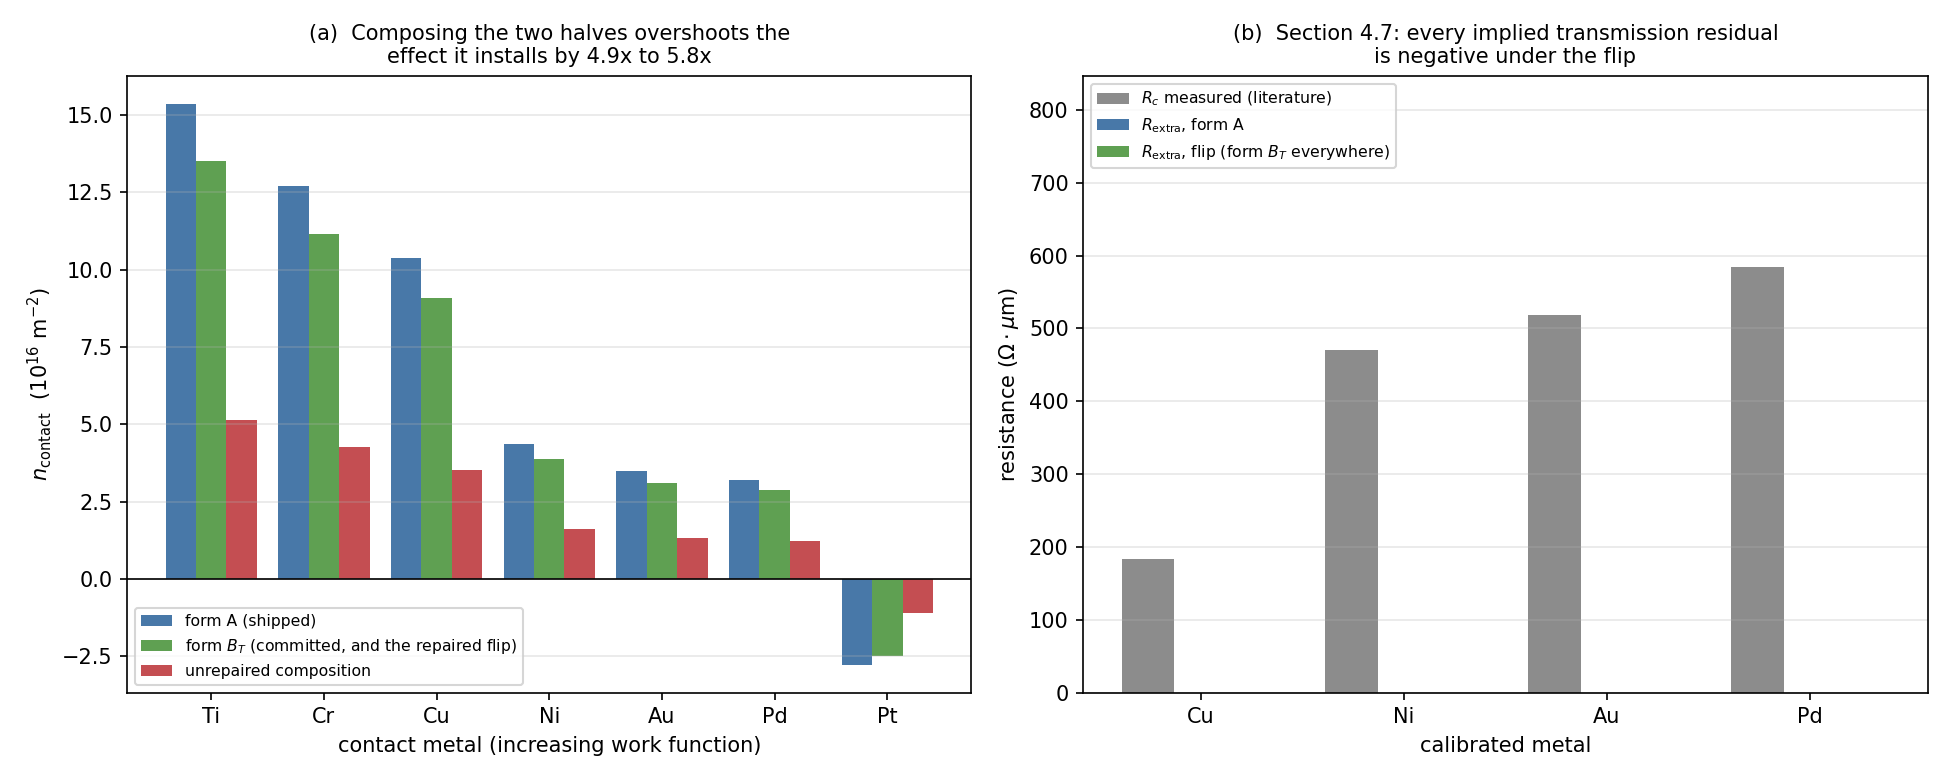 (a)  Composing the two halves overshoots the
effect it installs by 4.9x to 5.8x
15.0
12.5
10.0
7.5
5.0
2.5
0.0
−2.5
n_contact (10^16 m^−2)
form A (shipped)
form B_T (committed, and the repaired flip)
unrepaired composition
Ti Cr Cu Ni Au Pd Pt
contact metal (increasing work function)
(b)  Section 4.7: every implied transmission residual
is negative under the flip
R_c measured (literature)
R_extra, form A
R_extra, flip (form B_T everywhere)
800
700
600
500
400
300
200
100
0
resistance (Ω · μm)
Cu Ni Au Pd
calibrated metal